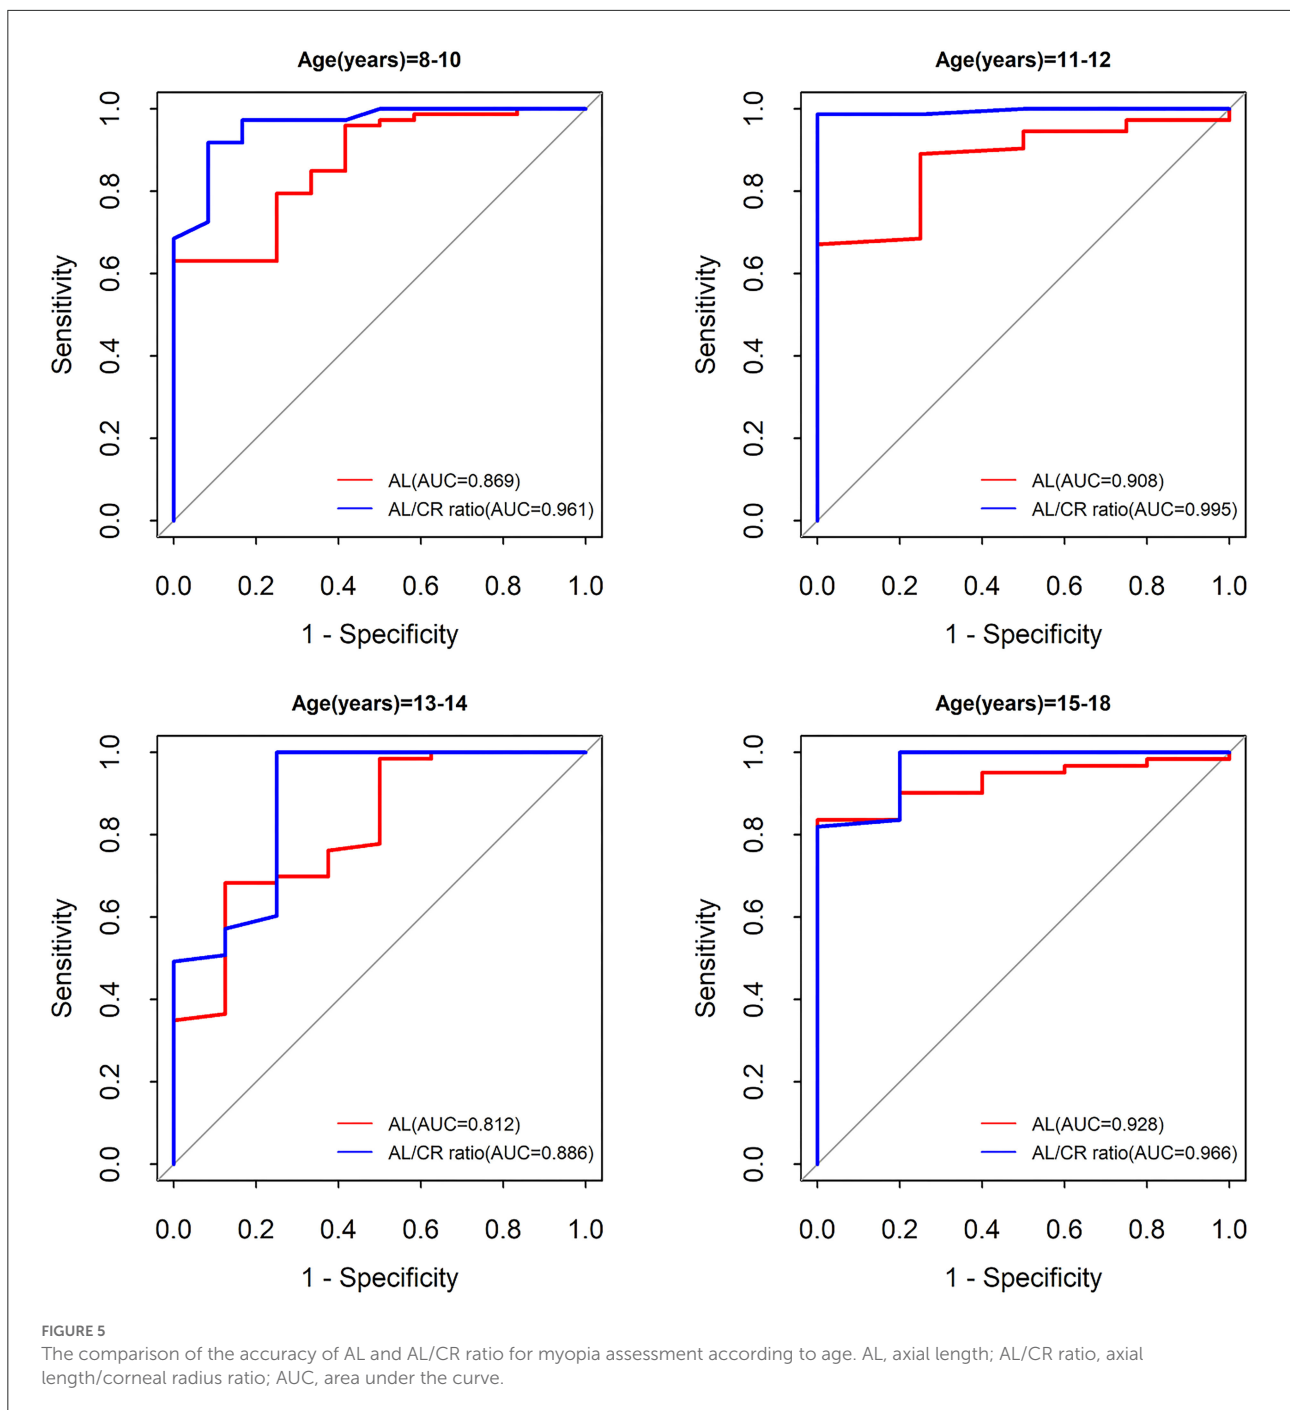 Age(years)=8-10
Sensitivity
1.0
0.8
0.6
0.4
0.2
0.0
AL(AUC=0.869)
AL/CR ratio(AUC=0.961)
0.0 0.2 0.4 0.6 0.8 1.0
1 - Specificity
Age(years)=11-12
Sensitivity
1.0
0.8
0.6
0.4
0.2
0.0
AL(AUC=0.908)
AL/CR ratio(AUC=0.995)
0.0 0.2 0.4 0.6 0.8 1.0
1 - Specificity
Age(years)=13-14
Sensitivity
1.0
0.8
0.6
0.4
0.2
0.0
AL(AUC=0.812)
AL/CR ratio(AUC=0.886)
0.0 0.2 0.4 0.6 0.8 1.0
1 - Specificity
Age(years)=15-18
Sensitivity
1.0
0.8
0.6
0.4
0.2
0.0
AL(AUC=0.928)
AL/CR ratio(AUC=0.966)
0.0 0.2 0.4 0.6 0.8 1.0
1 - Specificity
FIGURE 5
The comparison of the accuracy of AL and AL/CR ratio for myopia assessment according to age. AL, axial length; AL/CR ratio, axial
length/corneal radius ratio; AUC, area under the curve.